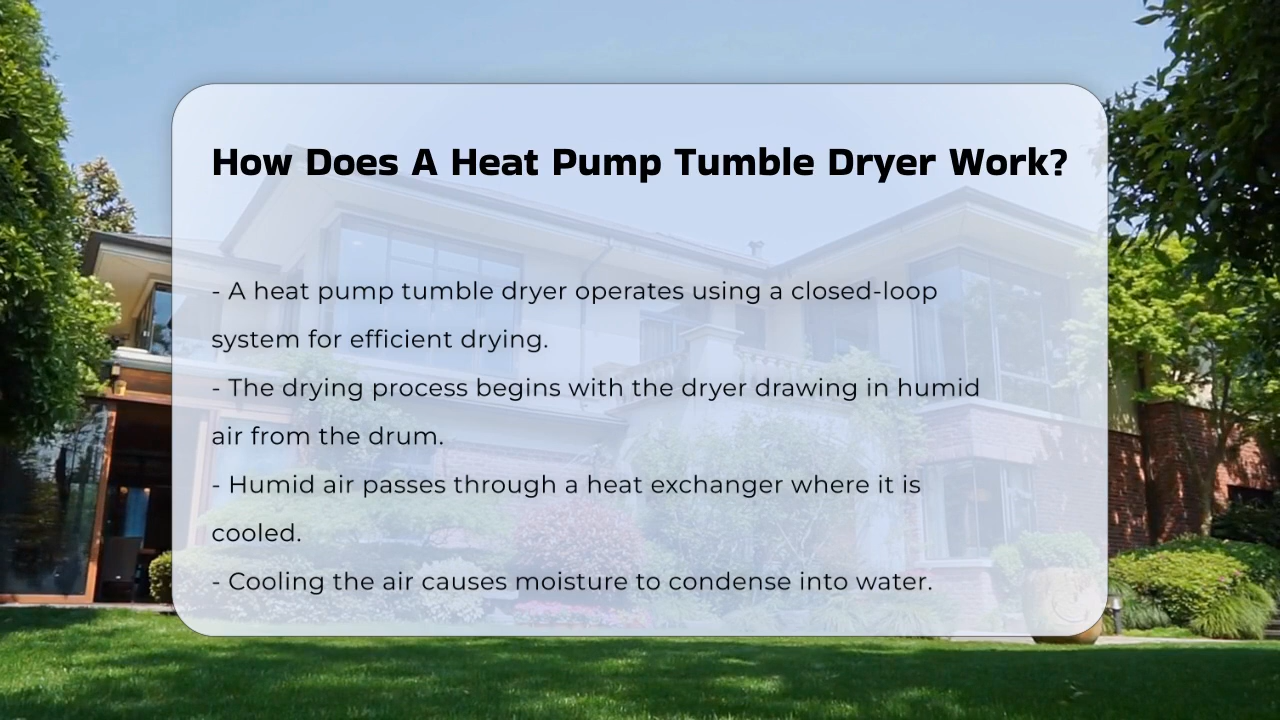 How Does A Heat Pump Tumble Dryer Work?
- A heat pump tumble dryer operates using a closed-loop
system for efficient drying.
- The drying process begins with the dryer drawing in humid
air from the drum.
- Humid air passes through a heat exchanger where it is
cooled.
- Cooling the air causes moisture to condense into water.